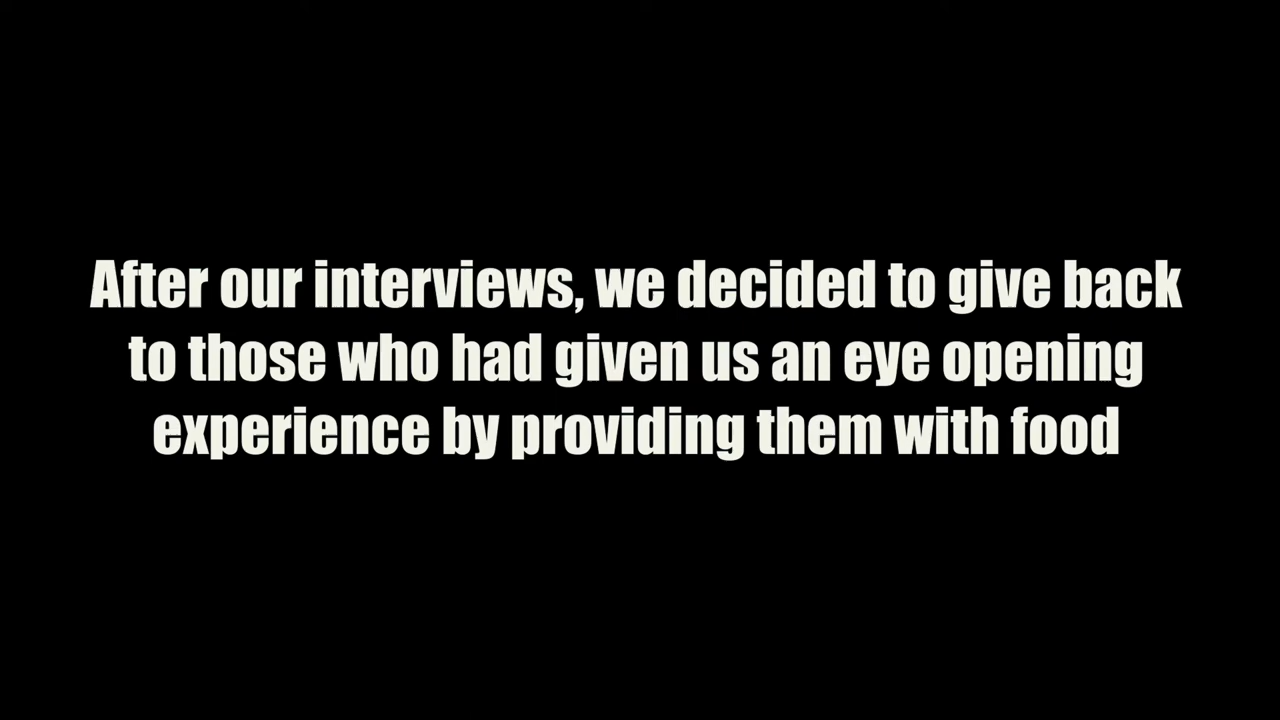 After our interviews, we decided to give back
to those who had given us an eye opening
experience by providing them with food